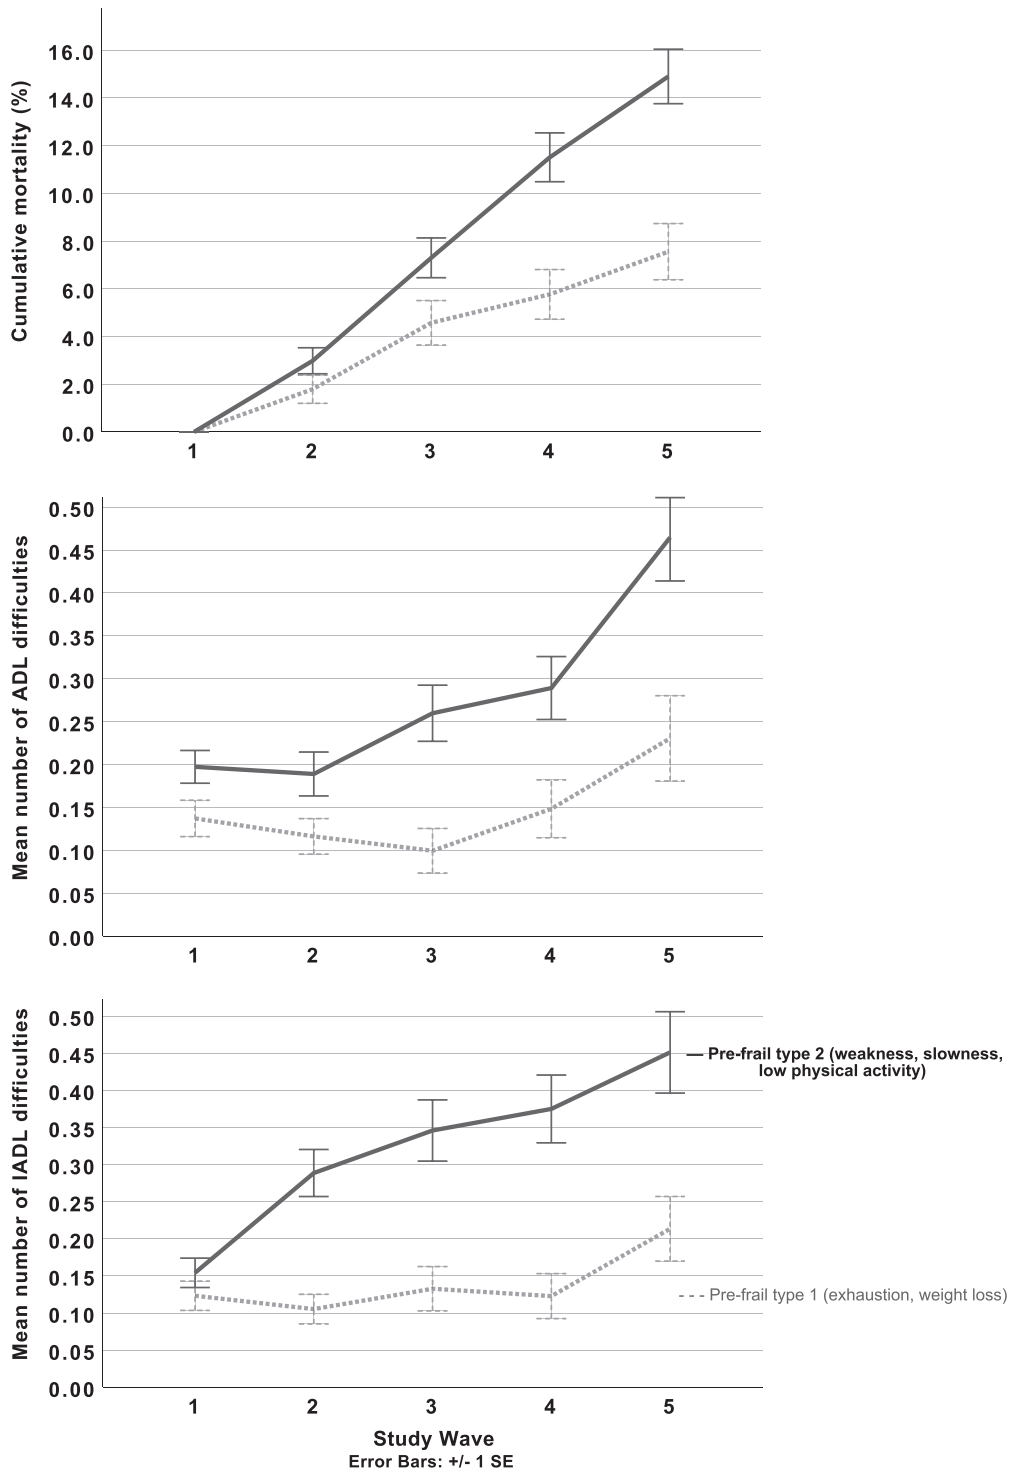 Cumulative mortality (%)
16.0
14.0
12.0
10.0
8.0
6.0
4.0
2.0
0.0
1 2 3 4 5
Mean number of ADL difficulties
0.50
0.45
0.40
0.35
0.30
0.25
0.20
0.15
0.10
0.05
0.00
1 2 3 4 5
Mean number of IADL difficulties
0.50
0.45
0.40
0.35
0.30
0.25
0.20
0.15
0.10
0.05
0.00
Pre-frail type 2 (weakness, slowness,
low physical activity)
Pre-frail type 1 (exhaustion, weight loss)
1 2 3 4 5
Study Wave
Error Bars: +/- 1 SE